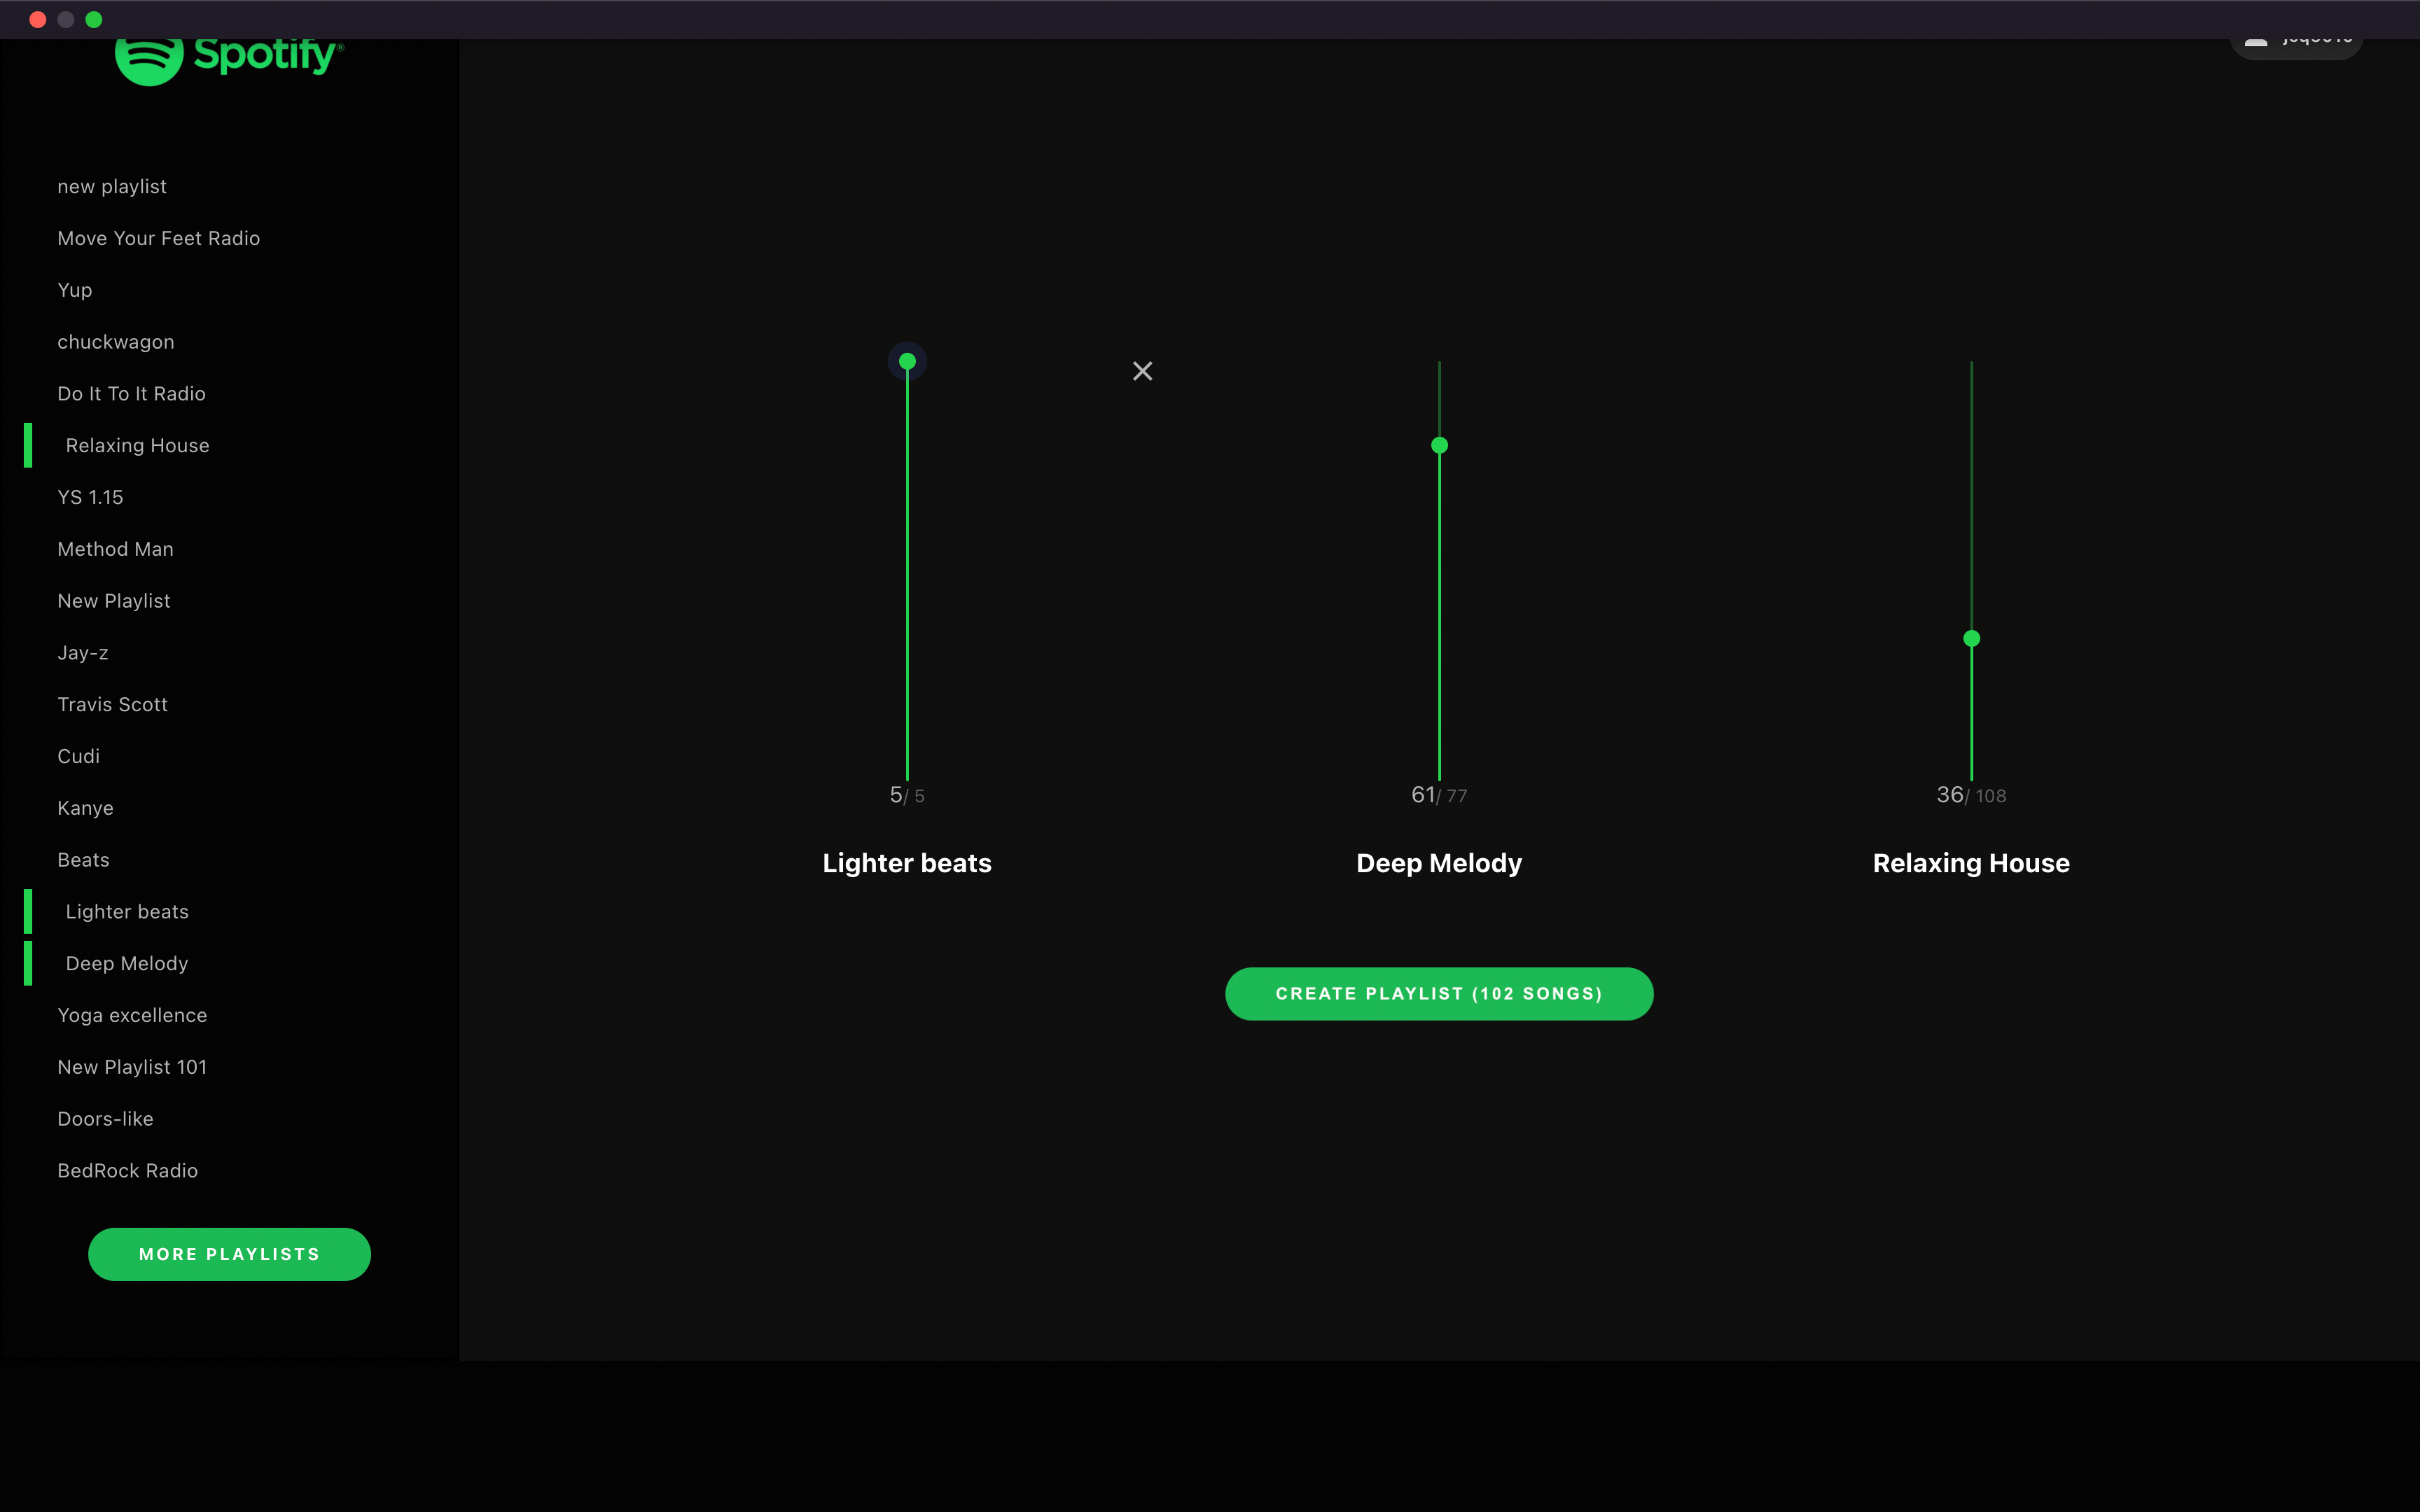 Spotify®
new playlist
Move Your Feet Radio
Yup
chuckwagon
Do It To It Radio
Relaxing House
YS 1.15
Method Man
New Playlist
Jay-z
Travis Scott
Cudi
Kanye
Beats
Lighter beats
Deep Melody
Yoga excellence
New Playlist 101
Doors-like
BedRock Radio
MORE PLAYLISTS
5/ 5
61/ 77
36/ 108
Lighter beats
Deep Melody
Relaxing House
CREATE PLAYLIST (102 SONGS)